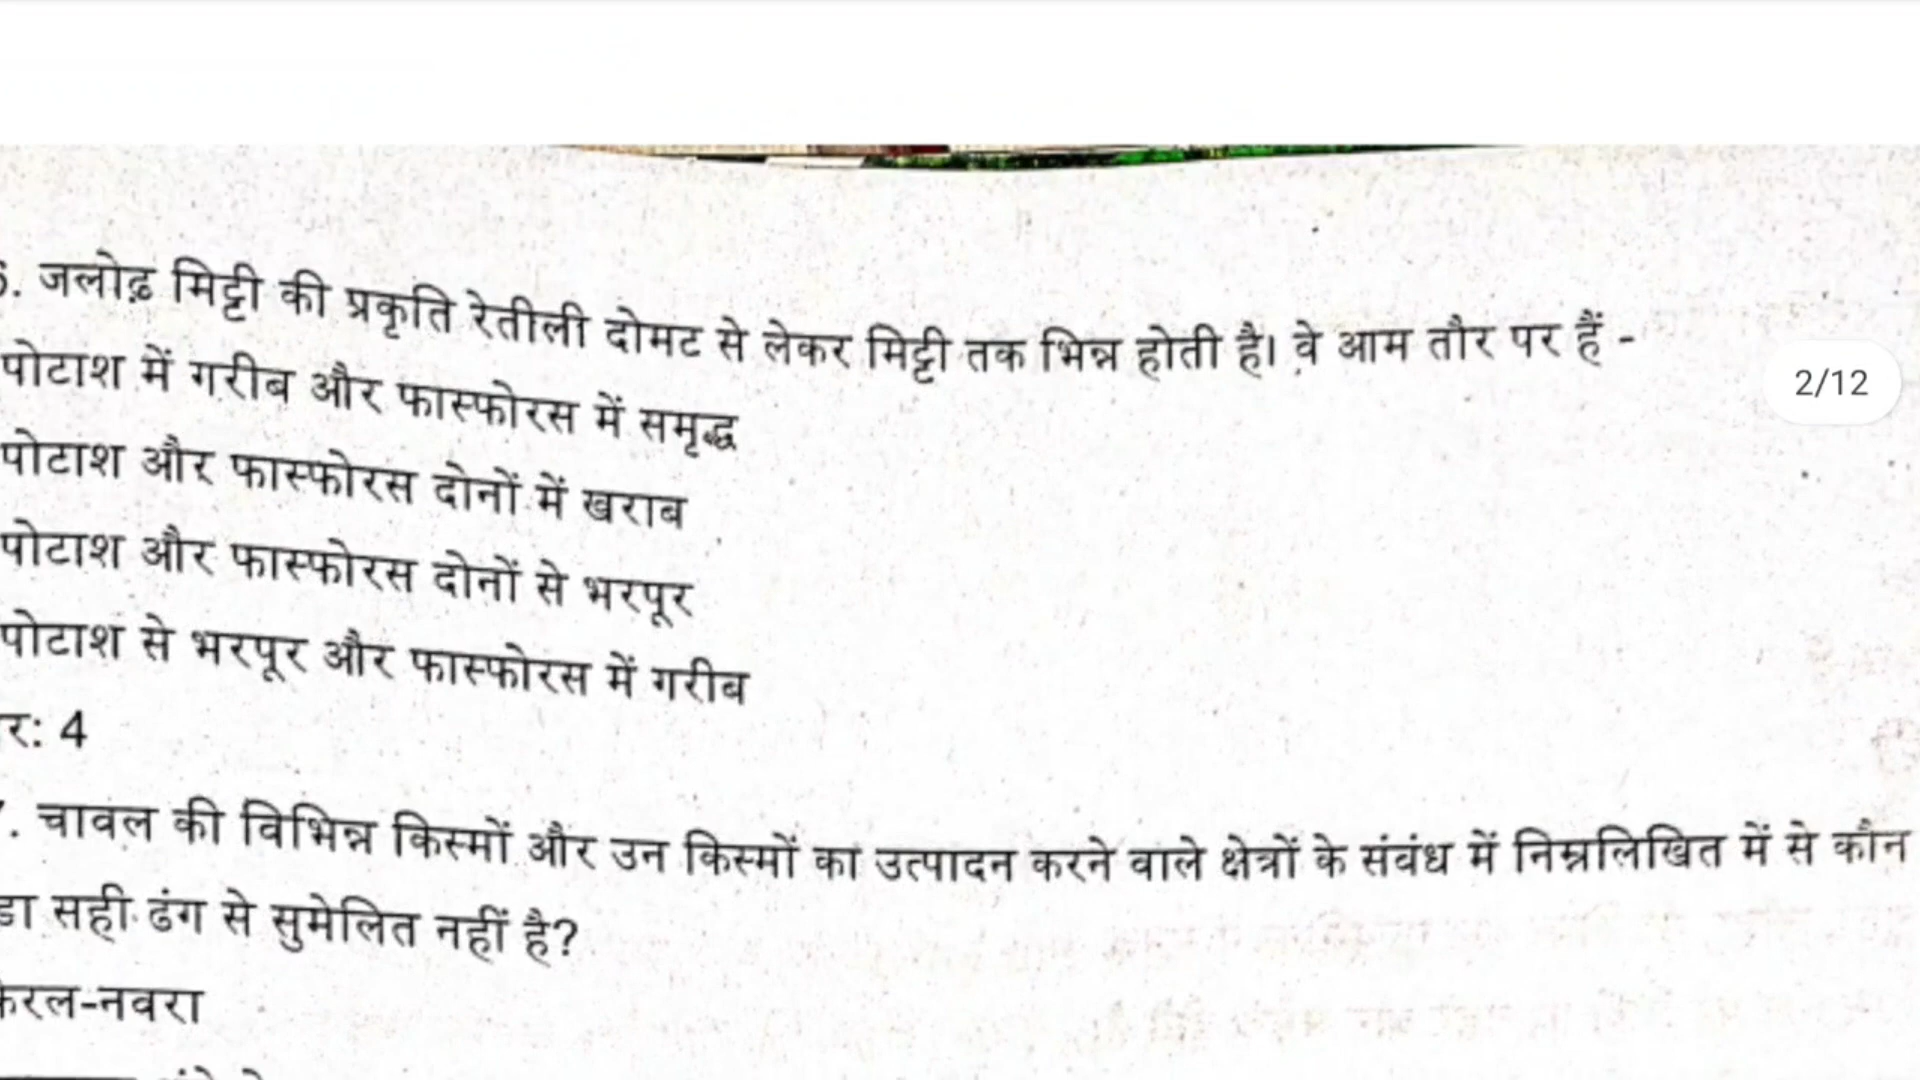 6. जलोढ़ मिट्टी की प्रकृति रेतीली दोमट से लेकर मिट्टी तक भिन्न होती है। वे आम तौर पर हैं -
पोटाश में गरीब और फास्फोरस में समृद्ध
2/12
पोटाश और फास्फोरस दोनों में खराब
पोटाश और फास्फोरस दोनों से भरपूर
पोटाश से भरपूर और फास्फोरस में गरीब
र: 4
. चावल की विभिन्न किस्मों और उन किस्मों का उत्पादन करने वाले क्षेत्रों के संबंध में निम्नलिखित में से कौन
डा सही ढंग से सुमेलित नहीं है?
केरल-नवरा